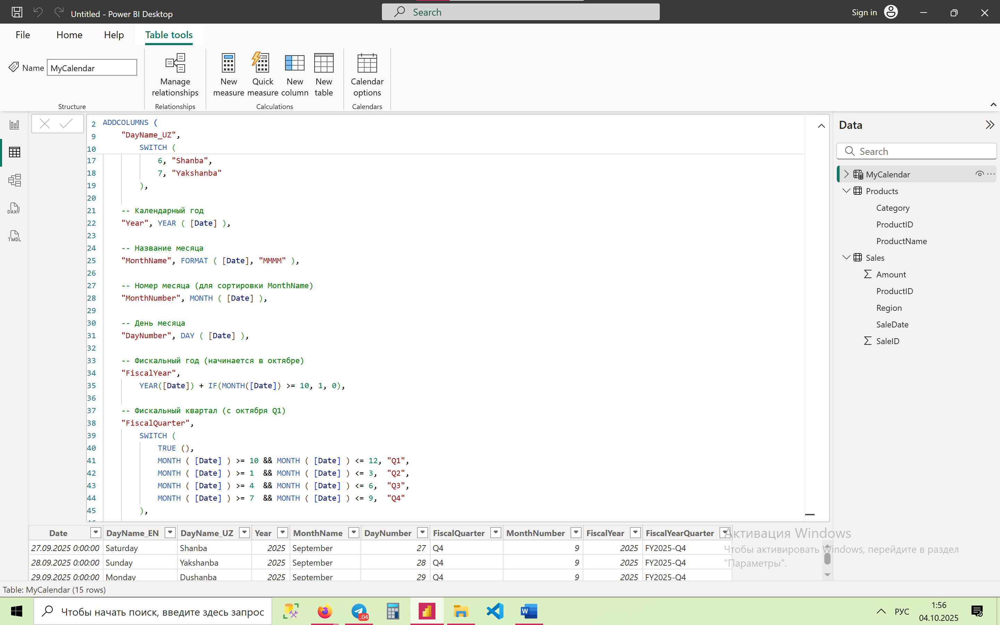 Untitled - Power BI Desktop
Search
Sign in
File
Home
Help
Table tools
Name
MyCalendar
Manage relationships
New measure
Quick measure
New column
New table
Calendar options
Structure
Relationships
Calculations
Calendars
2 ADDCOLUMNS (
9 "DayName_UZ",
10 SWITCH (
17 6, "Shanba",
18 7, "Yakshanba"
19 ),
20
21 -- Календарный год
22 "Year", YEAR ( [Date] ),
23
24 -- Название месяца
25 "MonthName", FORMAT ( [Date], "MMMM" ),
26
27 -- Номер месяца (для сортировки MonthName)
28 "MonthNumber", MONTH ( [Date] ),
29
30 -- День месяца
31 "DayNumber", DAY ( [Date] ),
32
33 -- Фискальный год (начинается в октябре)
34 "FiscalYear",
35 YEAR([Date]) + IF(MONTH([Date]) >= 10, 1, 0),
36
37 -- Фискальный квартал (с октября Q1)
38 "FiscalQuarter",
39 SWITCH (
40 TRUE (),
41 MONTH ( [Date] ) >= 10 && MONTH ( [Date] ) <= 12, "Q1",
42 MONTH ( [Date] ) >= 1 && MONTH ( [Date] ) <= 3, "Q2",
43 MONTH ( [Date] ) >= 4 && MONTH ( [Date] ) <= 6, "Q3",
44 MONTH ( [Date] ) >= 7 && MONTH ( [Date] ) <= 9, "Q4"
45 ),
DAX
TMDL
Data
Search
MyCalendar
Products
Category
ProductID
ProductName
Sales
Amount
ProductID
Region
SaleDate
SaleID
Date DayName_EN DayName_UZ Year MonthName DayNumber FiscalQuarter MonthNumber FiscalYear FiscalYearQuarter
27.09.2025 0:00:00 Saturday Shanba 2025 September 27 Q4 9 2025 FY2025-Q4
28.09.2025 0:00:00 Sunday Yakshanba 2025 September 28 Q4 9 2025 FY2025-Q4
29.09.2025 0:00:00 Monday Dushanba 2025 September 29 Q4 9 2025 FY2025-Q4
Активация Windows
Чтобы активировать Windows, перейдите в раздел
"Параметры".
Table: MyCalendar (15 rows)
Чтобы начать поиск, введите здесь запрос
..04
W
РУС
1:56
04.10.2025